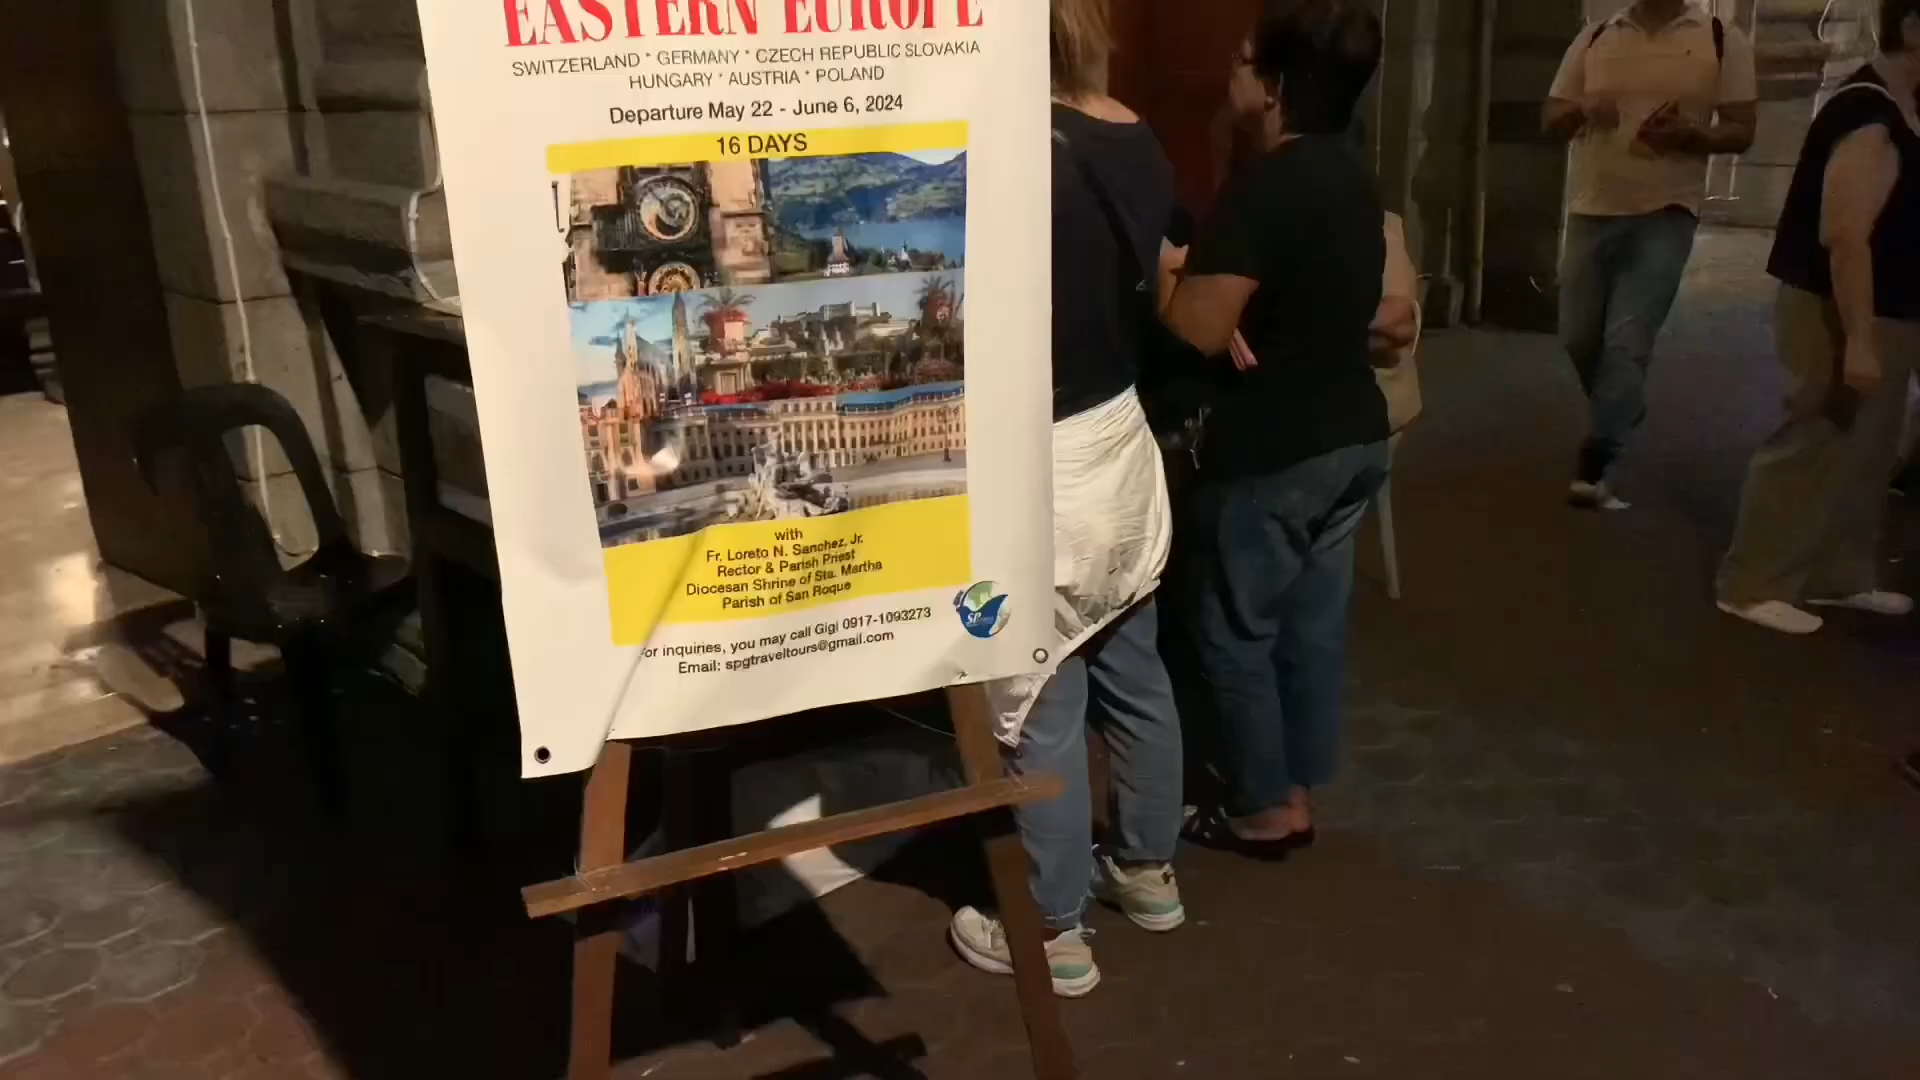 EASTERN EUROPE
SWITZERLAND * GERMANY * CZECH REPUBLIC SLOVAKIA
HUNGARY * AUSTRIA * POLAND
Departure May 22 - June 6, 2024
16 DAYS
with
Fr. Loreto N. Sanchez, Jr.
Rector & Parish Priest
Diocesan Shrine of Sta. Martha
Parish of San Roque
For inquiries, you may call Gigi 0917-1093273
Email: spgtraveltours@gmail.com